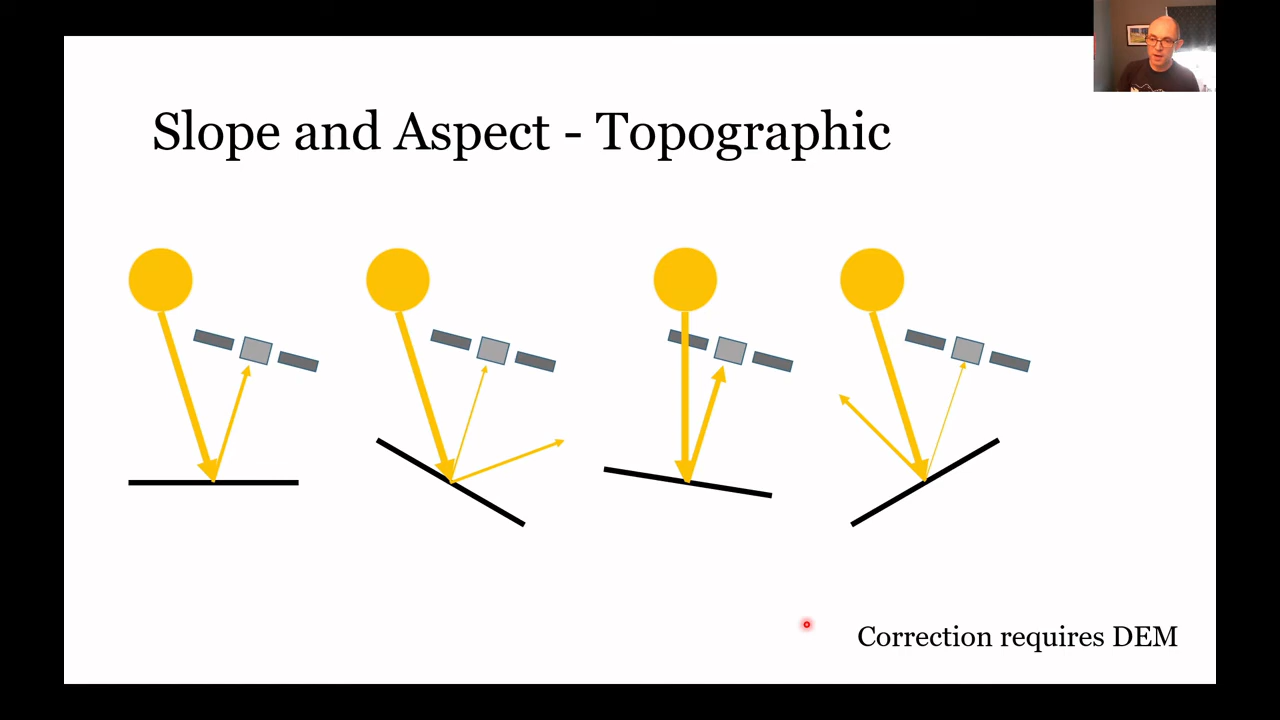 Slope and Aspect - Topographic
Correction requires DEM